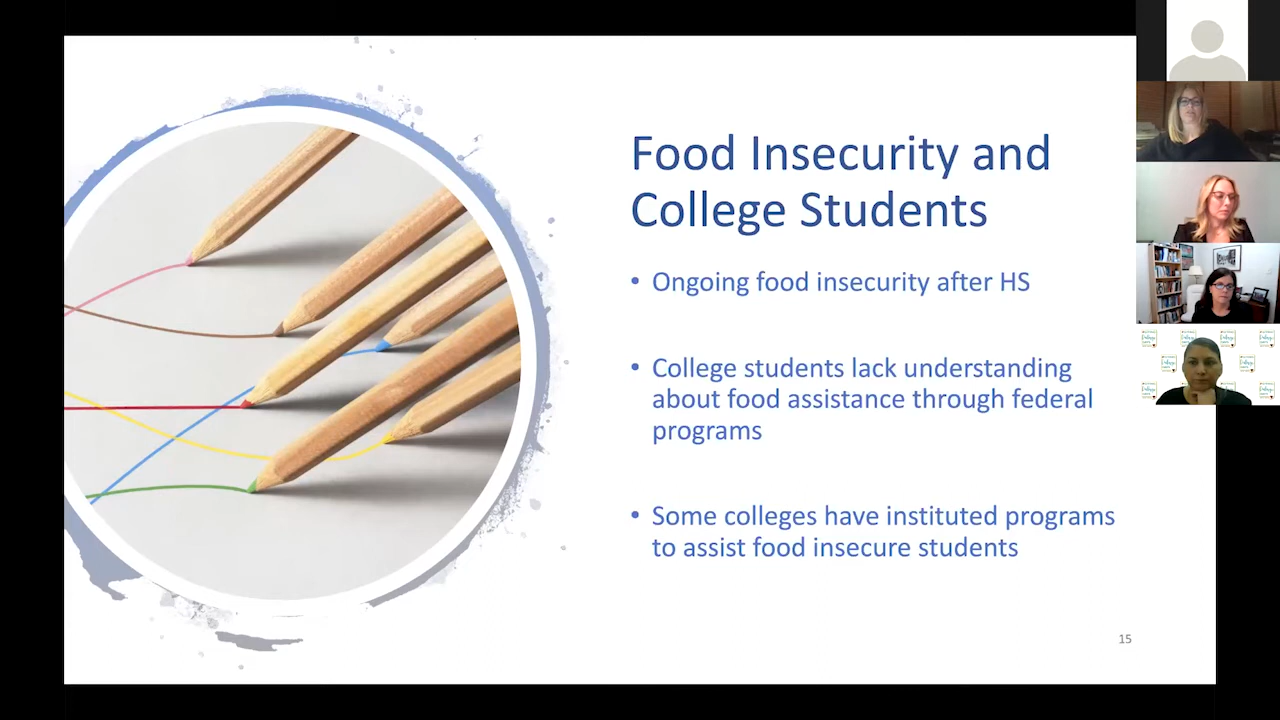 Food Insecurity and
College Students
• Ongoing food insecurity after HS
• College students lack understanding
about food assistance through federal
programs
• Some colleges have instituted programs
to assist food insecure students
15